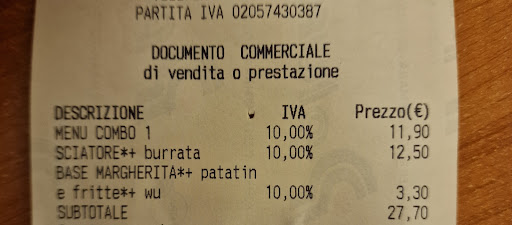 PARTITA IVA 02057430387
DOCUMENTO COMMERCIALE
di vendita o prestazione
DESCRIZIONE IVA Prezzo(€)
MENU COMBO 1 10,00% 11,90
SCIATORE*+ burrata 10,00% 12,50
BASE MARGHERITA*+ patatin
e fritte*+ wu 10,00% 3,30
SUBTOTALE 27,70